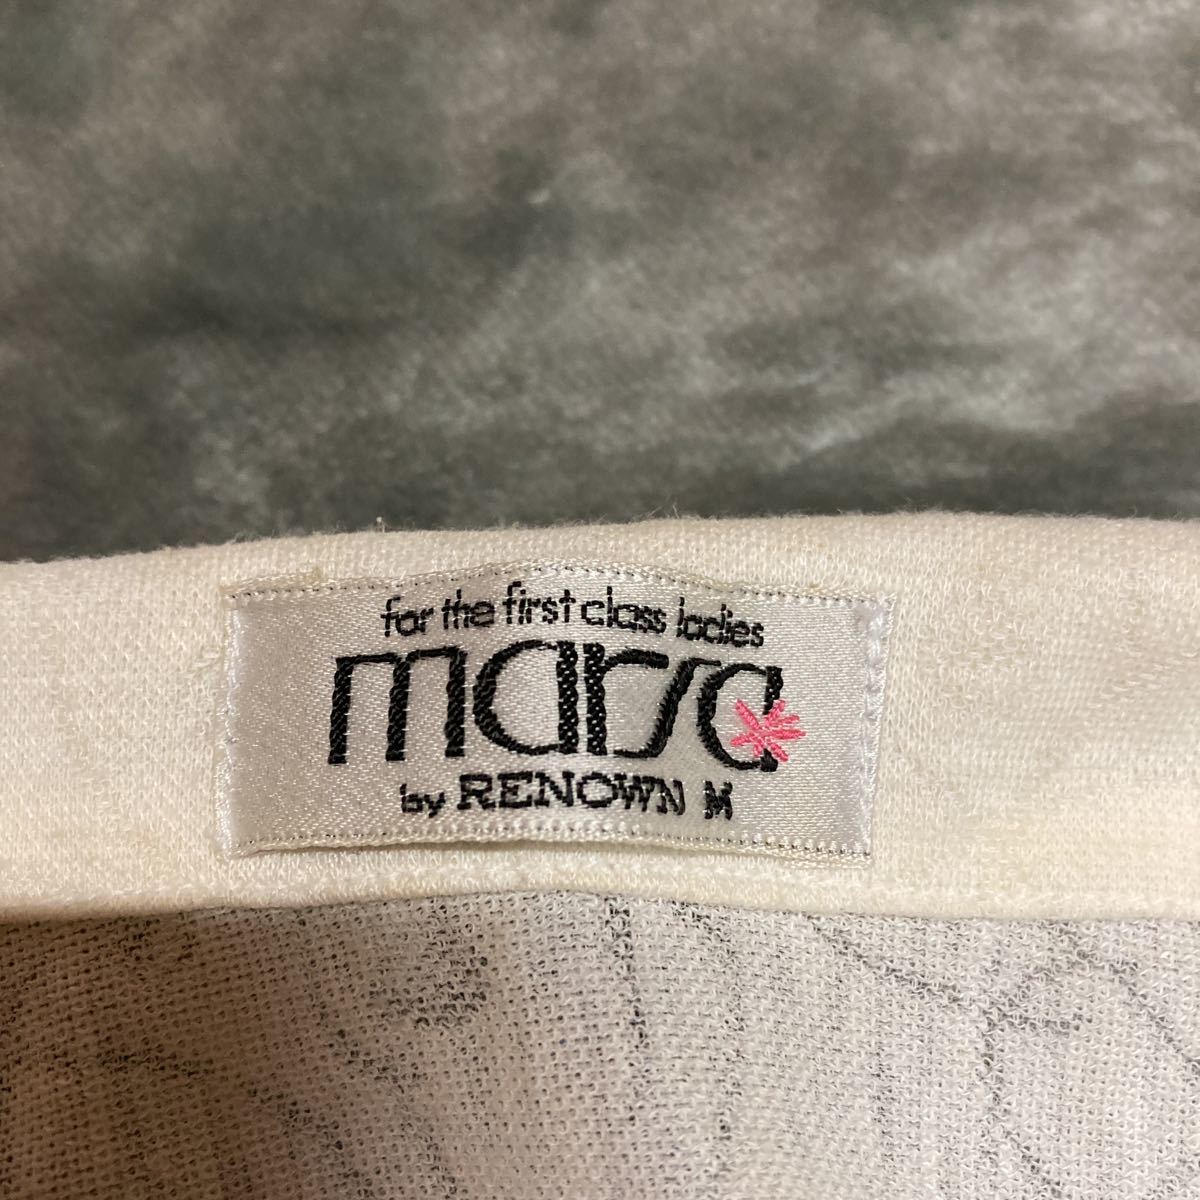 for the first class ladies
marsa
by RENOWN M